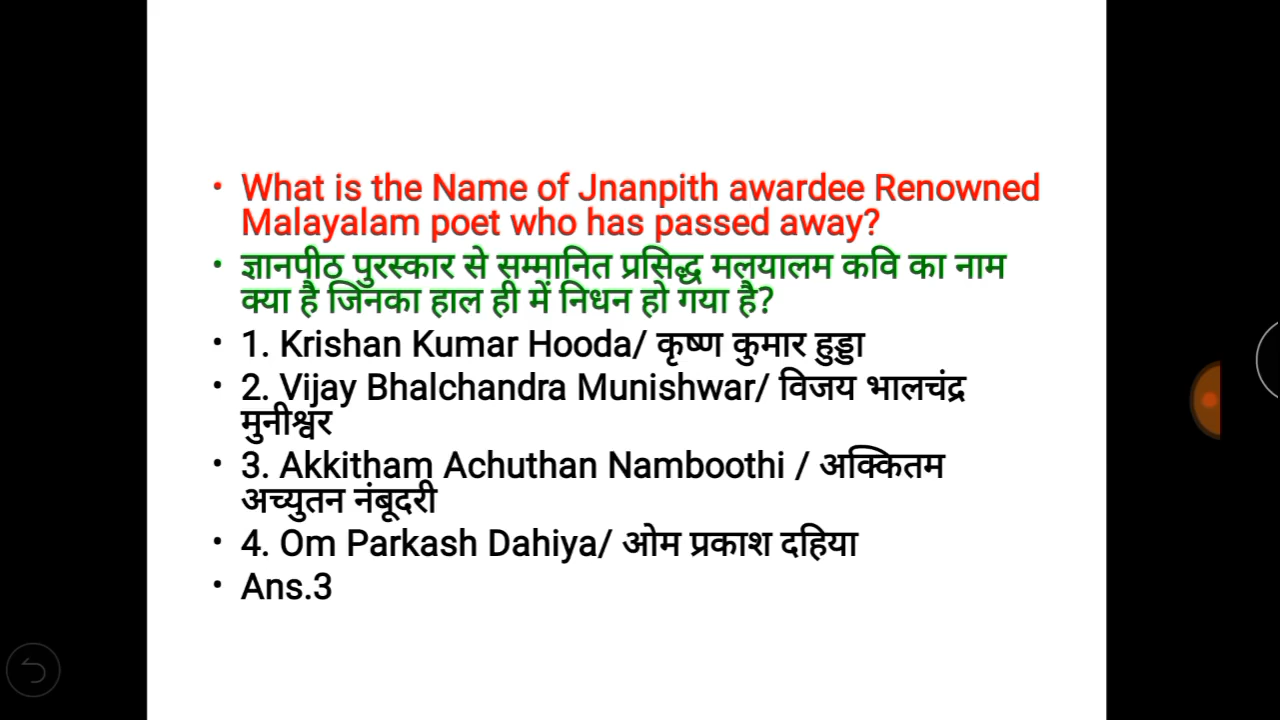 • What is the Name of Jnanpith awardee Renowned
Malayalam poet who has passed away?
• ज्ञानपीठ पुरस्कार से सम्मानित प्रसिद्ध मलयालम कवि का नाम
क्या है जिनका हाल ही में निधन हो गया है?
• 1. Krishan Kumar Hooda/ कृष्ण कुमार हुड्डा
• 2. Vijay Bhalchandra Munishwar/ विजय भालचंद्र
मुनीश्वर
• 3. Akkitham Achuthan Namboothi / अक्कितम
अच्युतन नंबूदरी
• 4. Om Parkash Dahiya/ ओम प्रकाश दहिया
• Ans.3